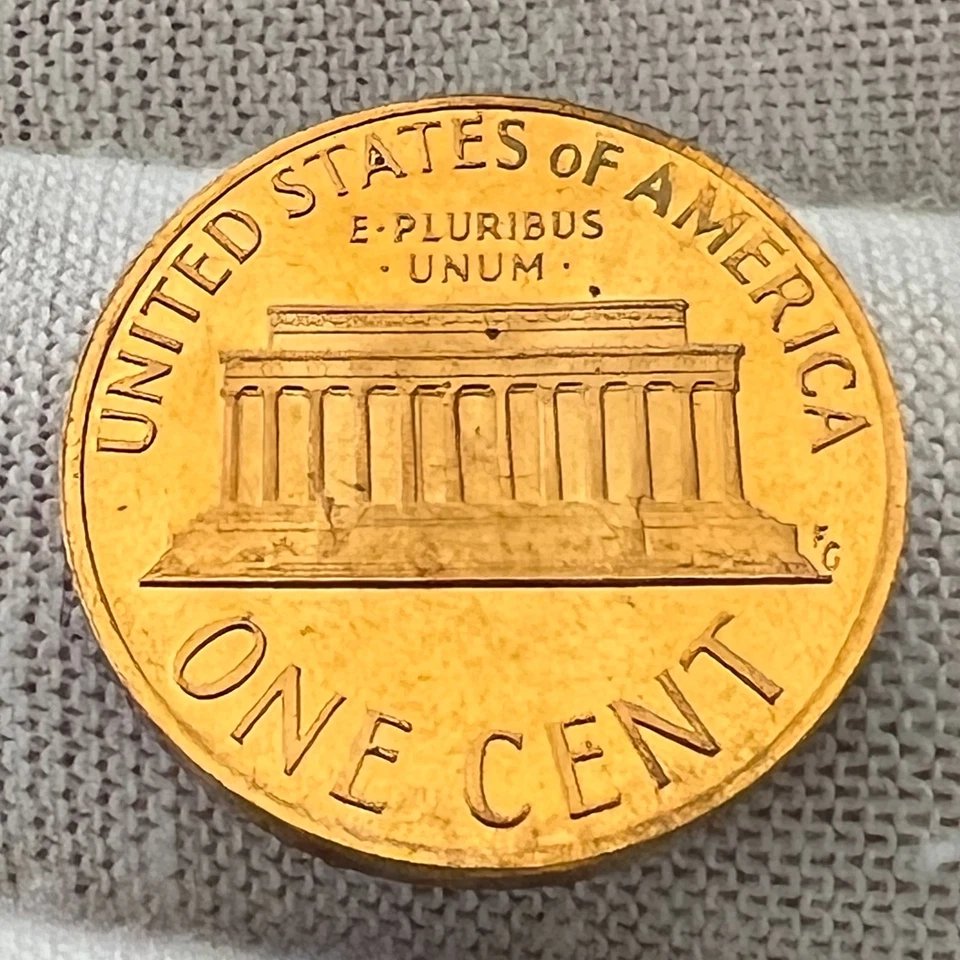 UNITED STATES OF AMERICA
E·PLURIBUS
·UNUM·
FG
ONE CENT